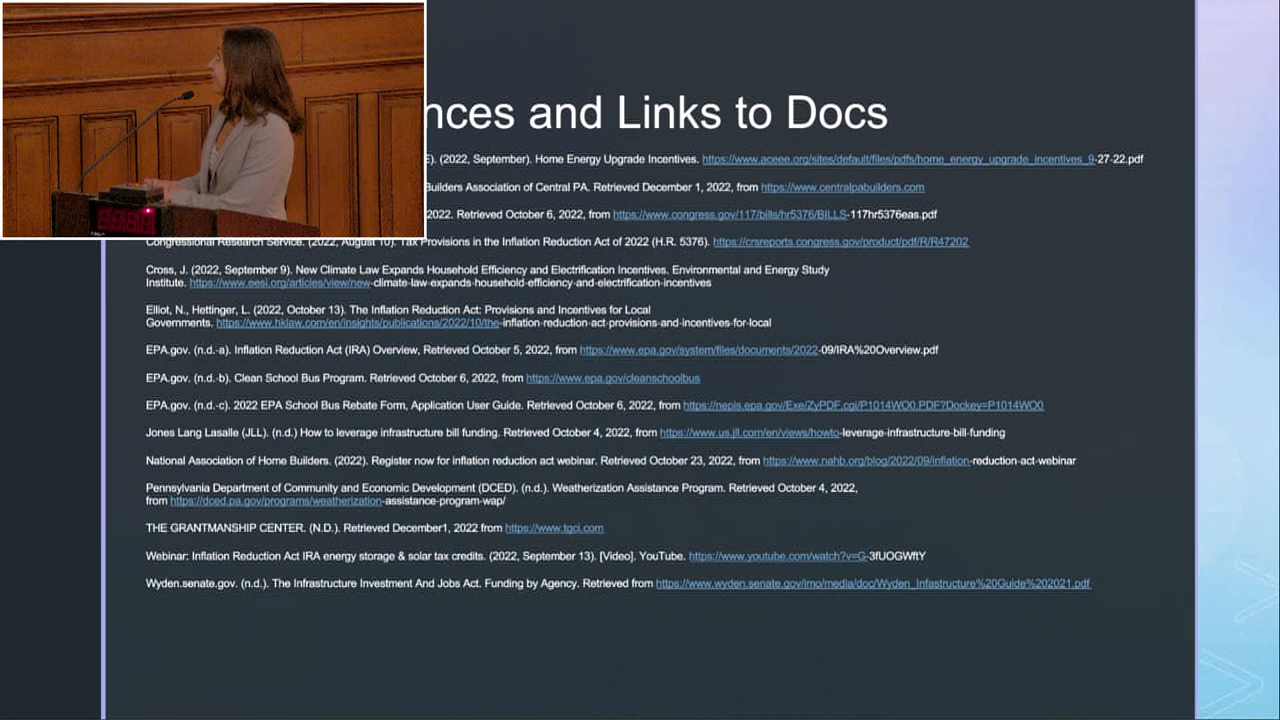 nces and Links to Docs
E). (2022, September). Home Energy Upgrade Incentives. https://www.aceee.org/sites/default/files/pdfs/home_energy_upgrade_incentives_9-27-22.pdf
Builders Association of Central PA. Retrieved December 1, 2022, from https://www.centralpabuilders.com
2022. Retrieved October 6, 2022, from https://www.congress.gov/117/bills/hr5376/BILLS-117hr5376eas.pdf
Congressional Research Service. (2022, August 10). Tax Provisions in the Inflation Reduction Act of 2022 (H.R. 5376). https://crsreports.congress.gov/product/pdf/R/R47202
Cross, J. (2022, September 9). New Climate Law Expands Household Efficiency and Electrification Incentives. Environmental and Energy Study
Institute. https://www.eesi.org/articles/view/new-climate-law-expands-household-efficiency-and-electrification-incentives
Elliot, N., Hettinger, L. (2022, October 13). The Inflation Reduction Act: Provisions and Incentives for Local
Governments. https://www.hklaw.com/en/insights/publications/2022/10/the-inflation-reduction-act-provisions-and-incentives-for-local
EPA.gov. (n.d.-a). Inflation Reduction Act (IRA) Overview, Retrieved October 5, 2022, from https://www.epa.gov/system/files/documents/2022-09/IRA%20Overview.pdf
EPA.gov. (n.d.-b). Clean School Bus Program. Retrieved October 6, 2022, from https://www.epa.gov/cleanschoolbus
EPA.gov. (n.d.-c). 2022 EPA School Bus Rebate Form, Application User Guide. Retrieved October 6, 2022, from https://nepis.epa.gov/Exe/ZyPDF.cgi/P1014WO0.PDF?Dockey=P1014WO0
Jones Lang Lasalle (JLL). (n.d.) How to leverage infrastructure bill funding. Retrieved October 4, 2022, from https://www.us.jll.com/en/views/howto-leverage-infrastructure-bill-funding
National Association of Home Builders. (2022). Register now for inflation reduction act webinar. Retrieved October 23, 2022, from https://www.nahb.org/blog/2022/09/inflation-reduction-act-webinar
Pennsylvania Department of Community and Economic Development (DCED). (n.d.). Weatherization Assistance Program. Retrieved October 4, 2022,
from https://dced.pa.gov/programs/weatherization-assistance-program-wap/
THE GRANTMANSHIP CENTER. (N.D.). Retrieved December1, 2022 from https://www.tgci.com
Webinar: Inflation Reduction Act IRA energy storage & solar tax credits. (2022, September 13). [Video]. YouTube. https://www.youtube.com/watch?v=G-3fUOGWftY
Wyden.senate.gov. (n.d.). The Infrastructure Investment And Jobs Act. Funding by Agency. Retrieved from https://www.wyden.senate.gov/imo/media/doc/Wyden_Infastructure%20Guide%202021.pdf